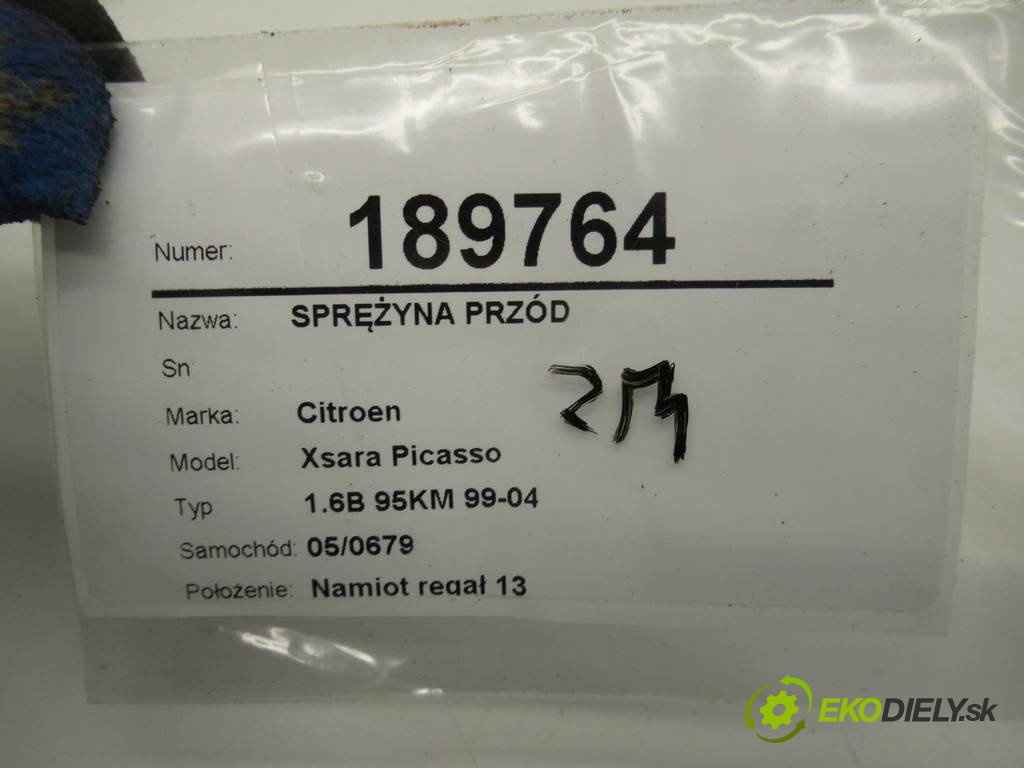 Numer: 189764
Nazwa: SPRĘŻYNA PRZÓD
Sn
Marka: Citroen
Model: Xsara Picasso
Typ 1.6B 95KM 99-04
Samochód: 05/0679
Położenie: Namiot regał 13
EKODIELY.sk